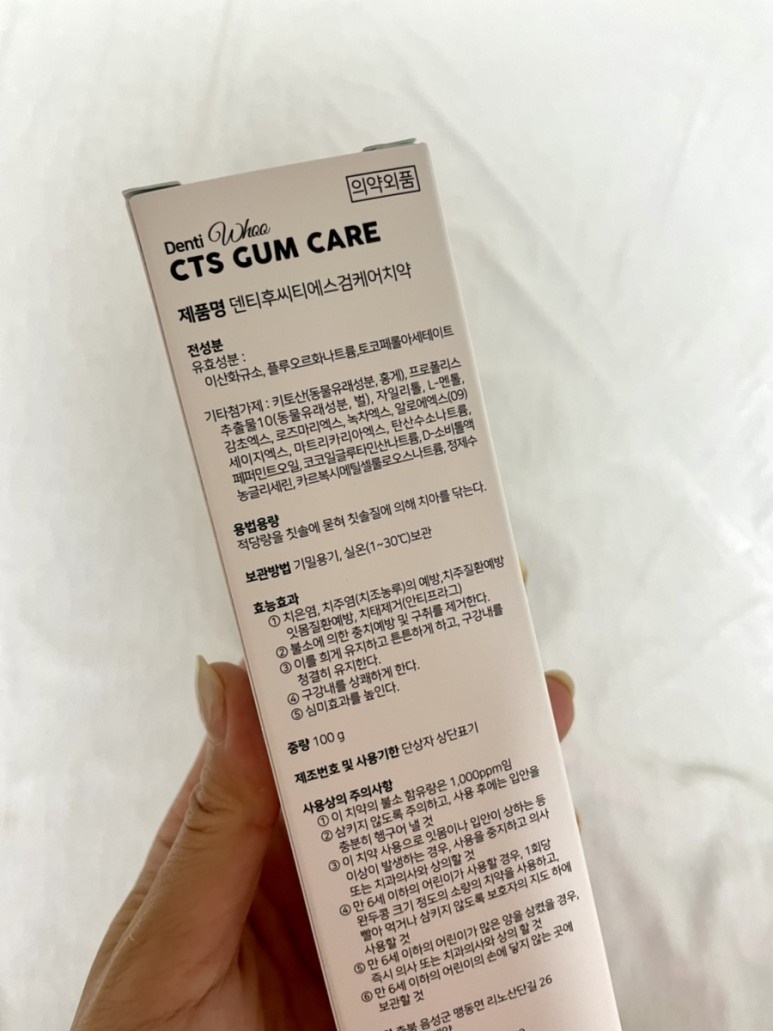 의약외품
Denti Whoo
CTS GUM CARE
제품명 덴티후씨티에스검케어치약
전성분
유효성분 :
이산화규소, 플루오르화나트륨,토코페롤아세테이트
기타첨가제 : 키토산(동물유래성분, 홍게), 프로폴리스
추출물10(동물유래성분, 벌), 자일리톨, L-멘톨,
감초엑스, 로즈마리엑스, 녹차엑스, 알로에엑스(09)
세이지엑스, 마트리카리아엑스, 탄산수소나트륨,
페퍼민트오일, 코코일글루타민산나트륨, D-소비톨액
농글리세린, 카르복시메틸셀룰로오스나트륨, 정제수
용법용량
적당량을 칫솔에 묻혀 칫솔질에 의해 치아를 닦는다.
보관방법 기밀용기, 실온(1~30℃)보관
효능효과
① 치은염, 치주염(치조농루)의 예방,치주질환예방
잇몸질환예방, 치태제거(안티프라그)
② 불소에 의한 충치예방 및 구취를 제거한다.
③ 이를 희게 유지하고 튼튼하게 하고, 구강내를
청결히 유지한다.
④ 구강내를 상쾌하게 한다.
⑤ 심미효과를 높인다.
중량 100 g
제조번호 및 사용기한 단상자 상단표기
사용상의 주의사항
① 이 치약의 불소 함유량은 1,000ppm임
② 삼키지 않도록 주의하고, 사용 후에는 입안을
충분히 헹구어 낼 것
③ 이 치약 사용으로 잇몸이나 입안이 상하는 등
이상이 발생하는 경우, 사용을 중지하고 의사
또는 치과의사와 상의할 것
④ 만 6세 이하의 어린이가 사용할 경우, 1회당
완두콩 크기 정도의 소량의 치약을 사용하고,
빨아 먹거나 삼키지 않도록 보호자의 지도 하에
사용할 것
⑤ 만 6세 이하의 어린이가 많은 양을 삼켰을 경우,
즉시 의사 또는 치과의사와 상의 할 것
⑥ 만 6세 이하의 어린이의 손에 닿지 않는 곳에
보관할 것
충북 음성군 맹동면 리노산단길 26